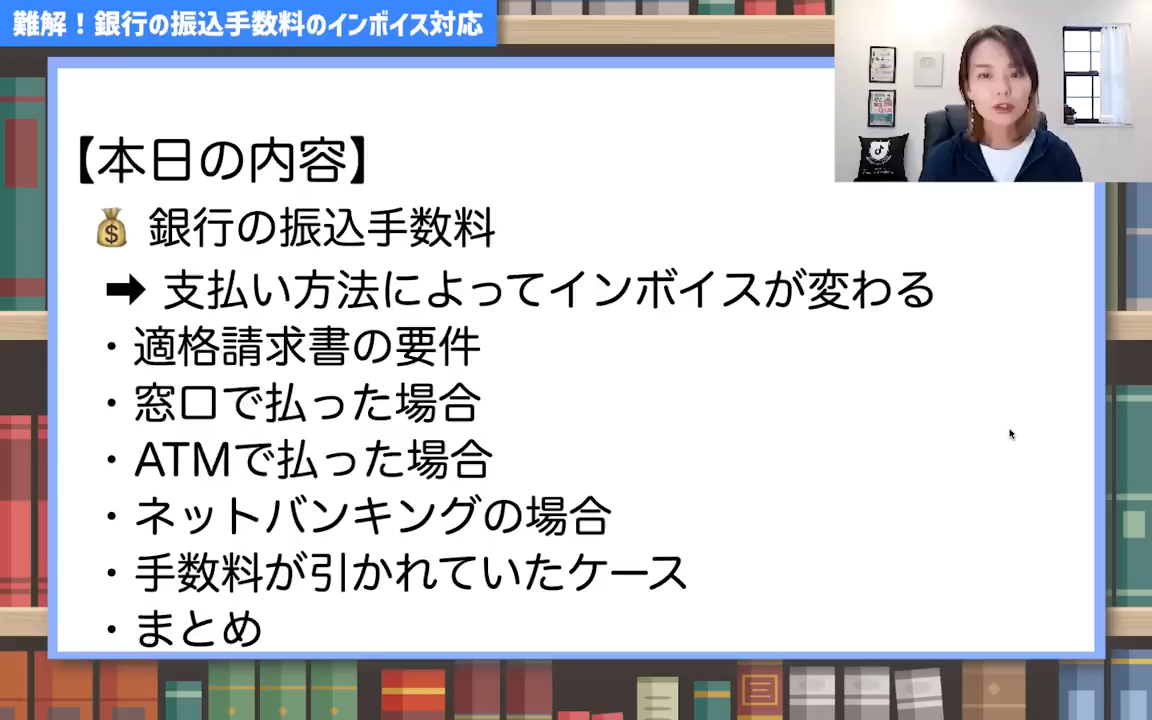 難解！銀行の振込手数料のインボイス対応
【本日の内容】
💰 銀行の振込手数料
➡ 支払い方法によってインボイスが変わる
・適格請求書の要件
・窓口で払った場合
・ATMで払った場合
・ネットバンキングの場合
・手数料が引かれていたケース
・まとめ